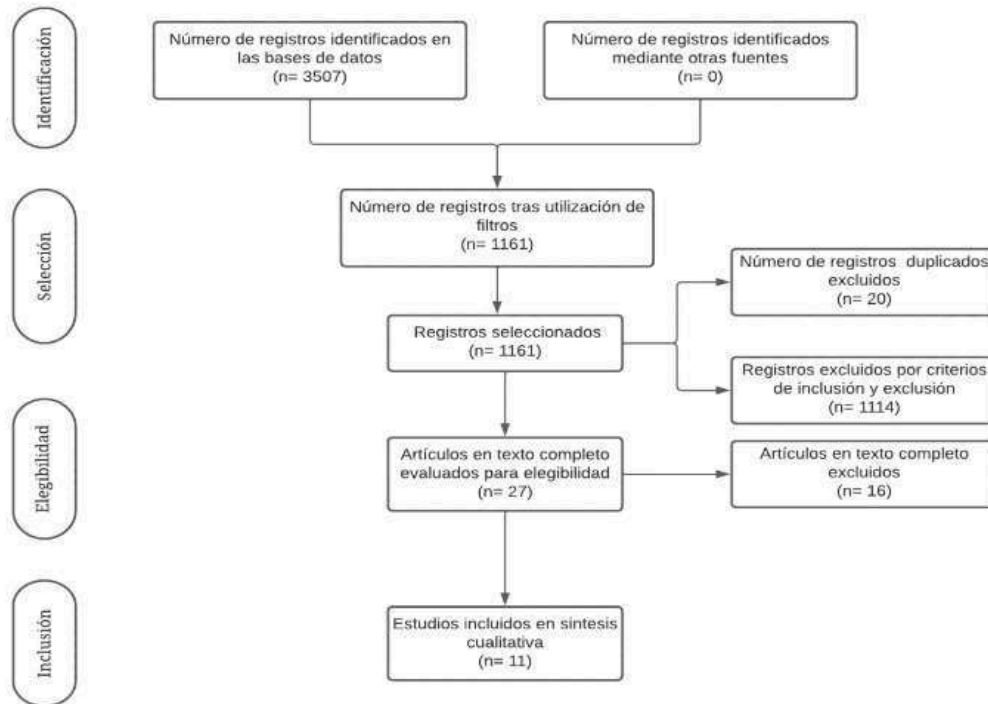 Identificación
Número de registros identificados en
las bases de datos
(n= 3507)
Número de registros identificados
mediante otras fuentes
(n= 0)
Selección
Número de registros tras utilización de
filtros
(n= 1161)
Número de registros duplicados
excluidos
(n= 20)
Registros seleccionados
(n= 1161)
Registros excluidos por criterios
de inclusión y exclusión
(n= 1114)
Elegibilidad
Artículos en texto completo
evaluados para elegibilidad
(n= 27)
Artículos en texto completo
excluidos
(n= 16)
Inclusión
Estudios incluidos en sintesis
cualitativa
(n= 11)